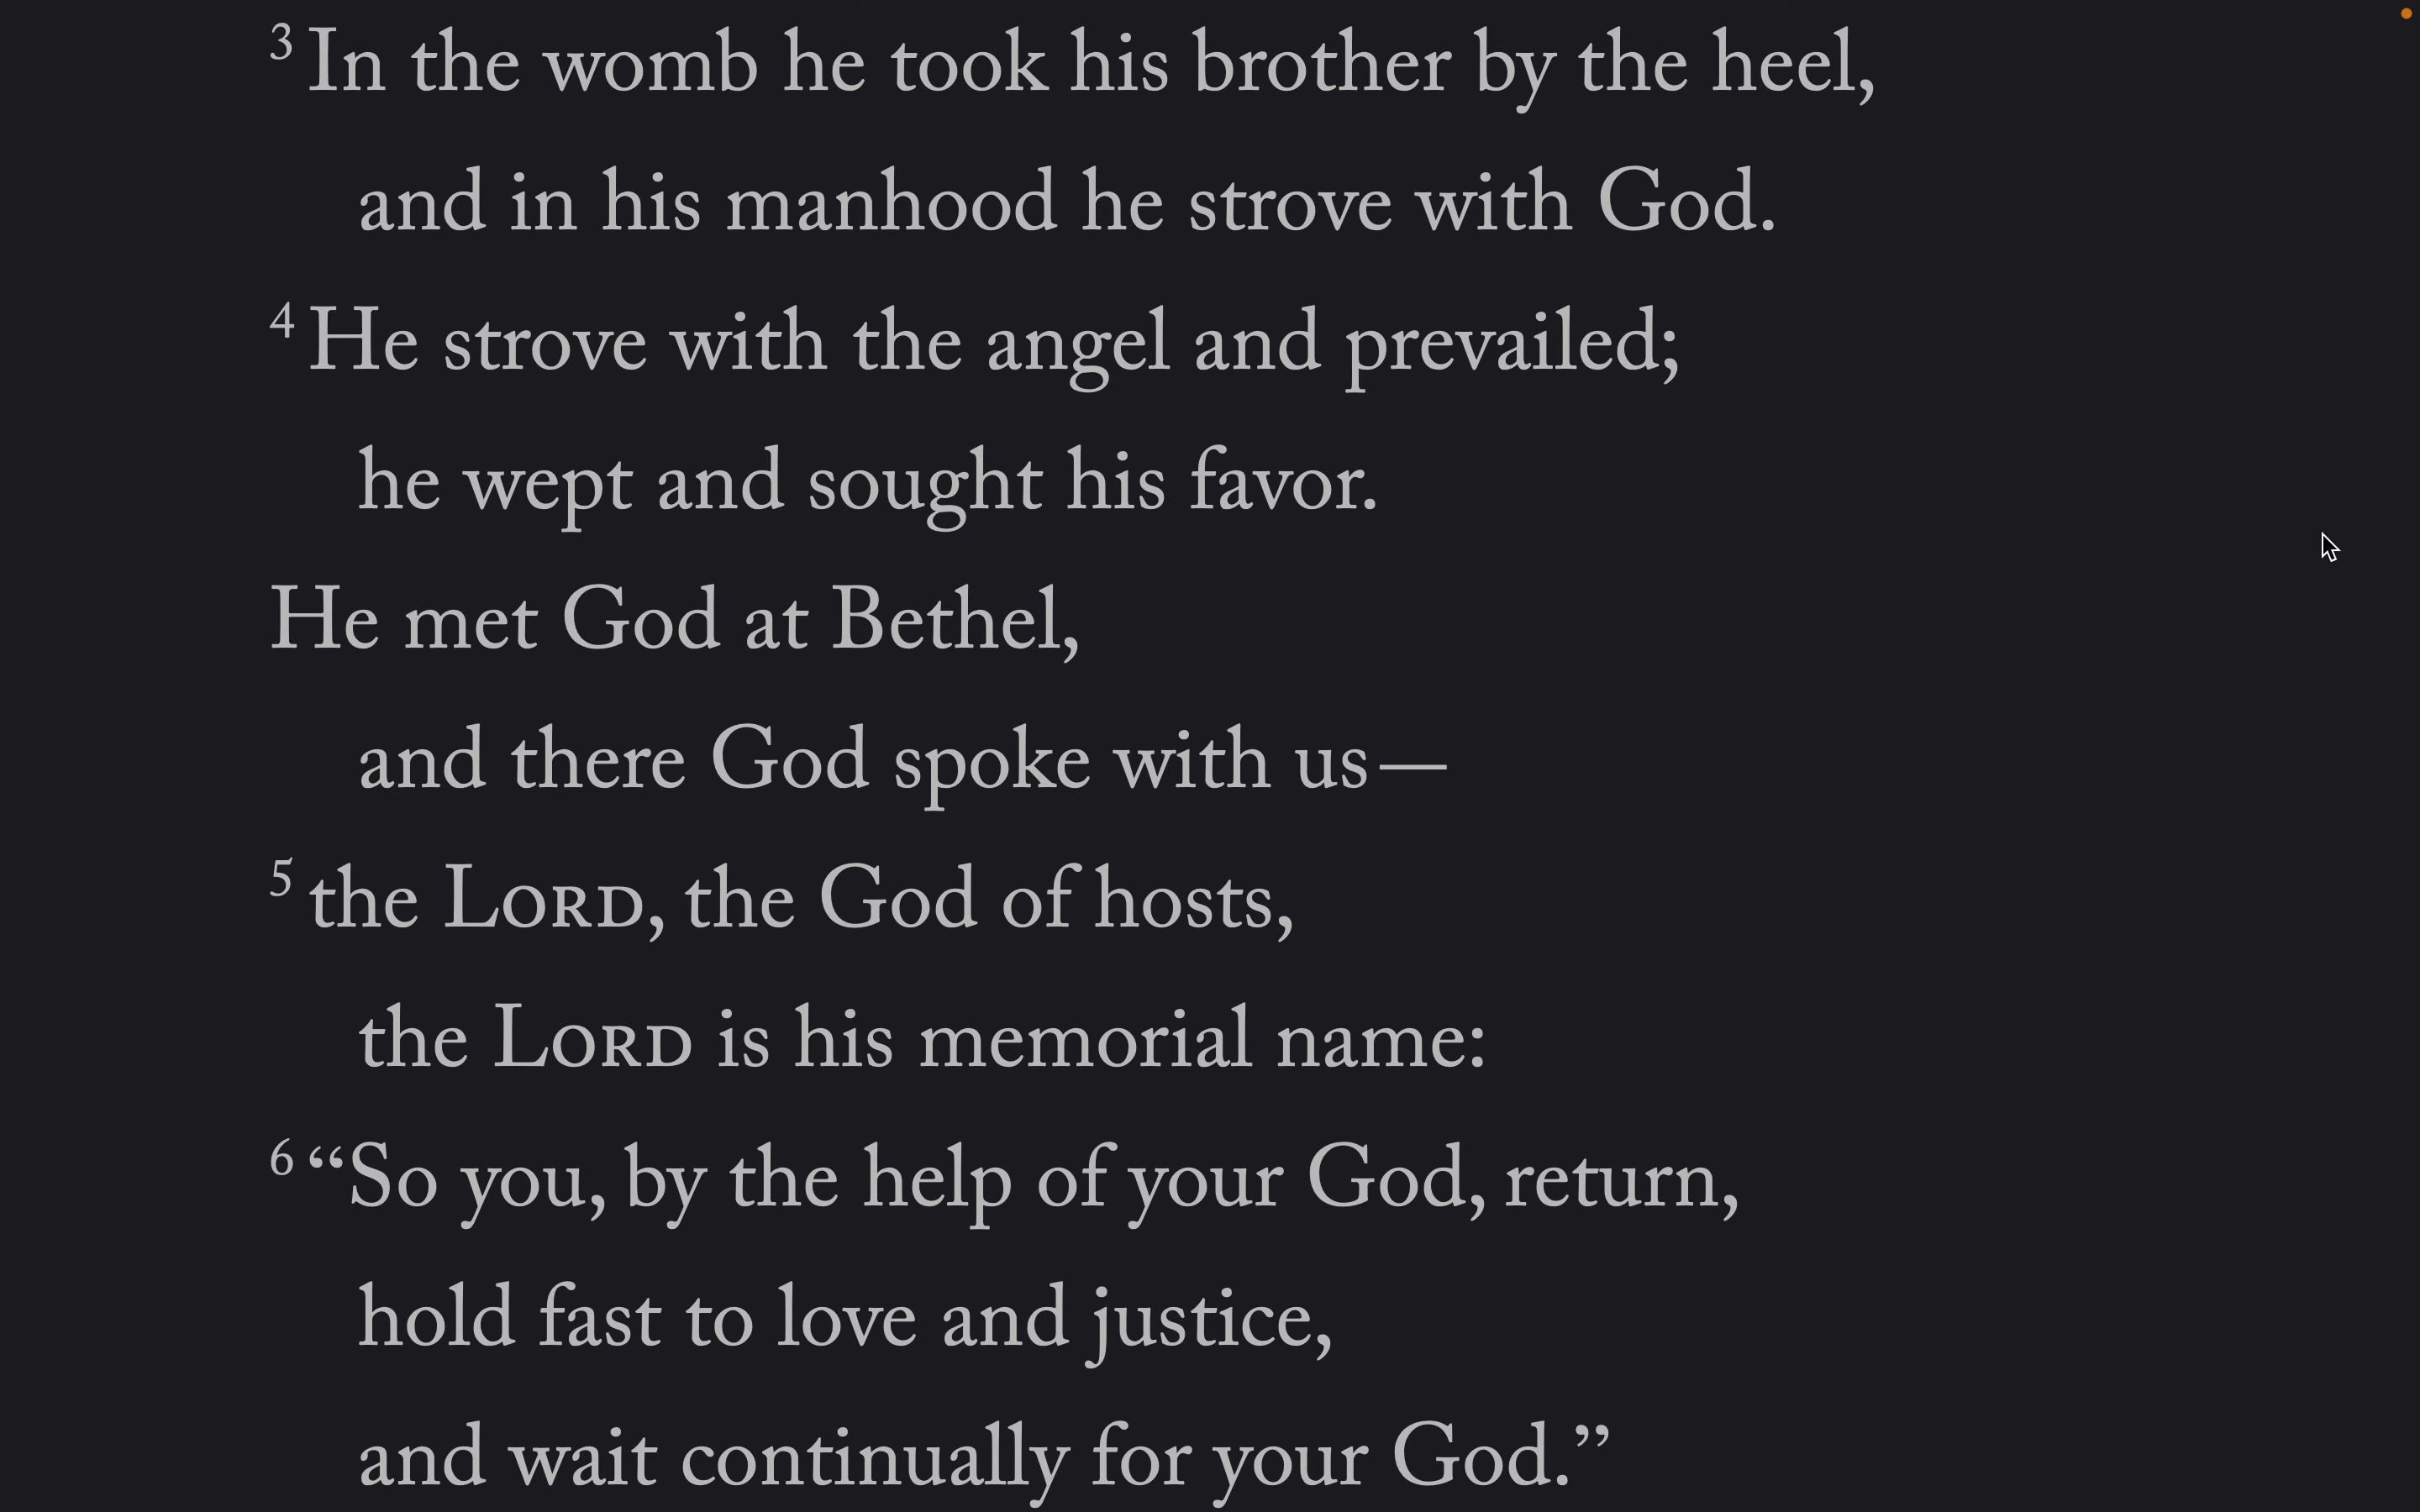 3 In the womb he took his brother by the heel,
and in his manhood he strove with God.
4 He strove with the angel and prevailed;
he wept and sought his favor.
He met God at Bethel,
and there God spoke with us—
5 the LORD, the God of hosts,
the LORD is his memorial name:
6 “So you, by the help of your God, return,
hold fast to love and justice,
and wait continually for your God.”